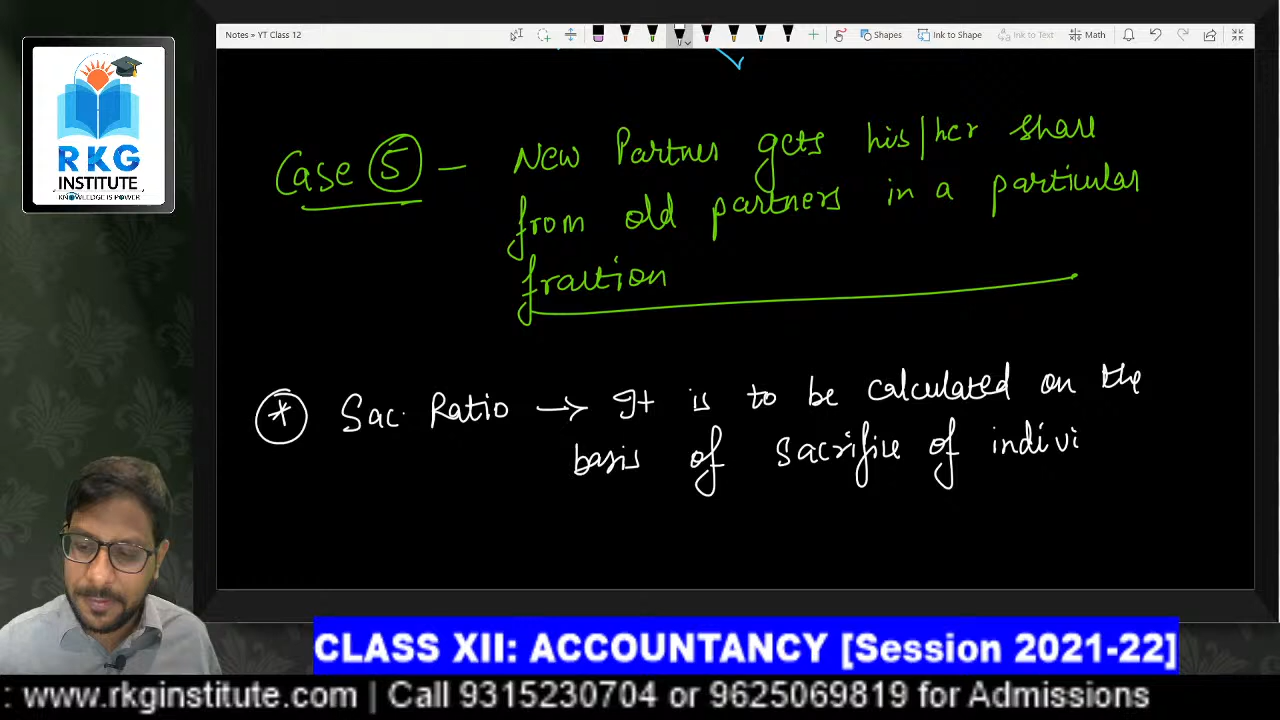 Notes » YT Class 12
Shapes
Ink to Shape
Ink to Text
Math
RKG
INSTITUTE
KNOWLEDGE IS POWER
Case 5 – New Partner gets his/her share
from old partners in a particular
fraction
* Sac. Ratio → It is to be calculated on the
basis of sacrifice of indivi
CLASS XII: ACCOUNTANCY [Session 2021-22]
: www.rkginstitute.com | Call 9315230704 or 9625069819 for Admissions